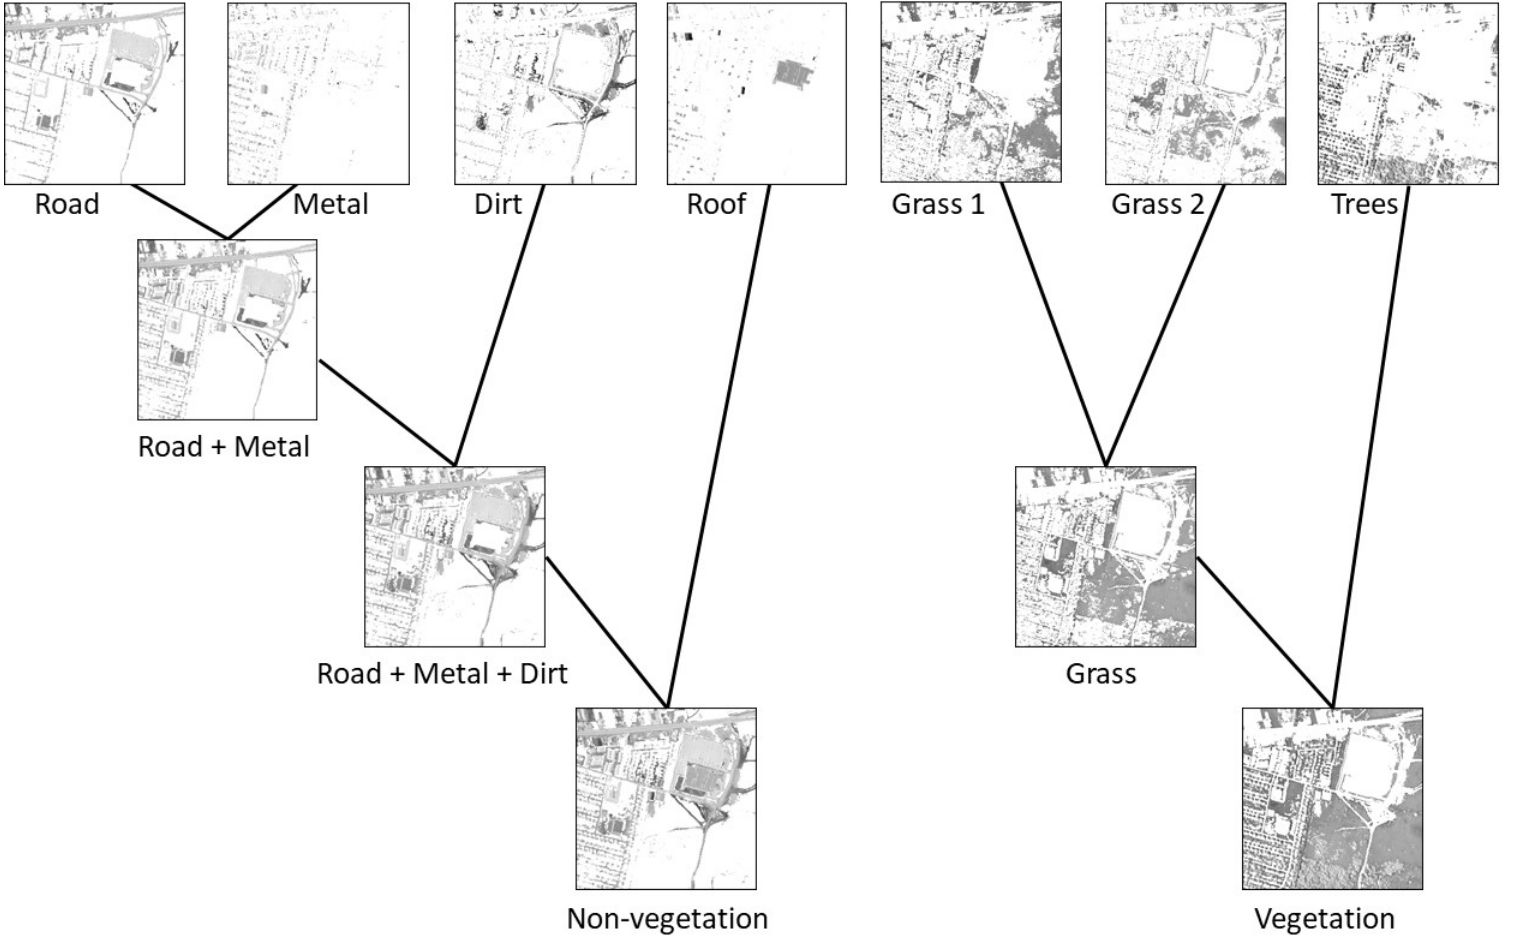 Road
Metal
Dirt
Roof
Grass 1
Grass 2
Trees
Road + Metal
Road + Metal + Dirt
Grass
Non-vegetation
Vegetation